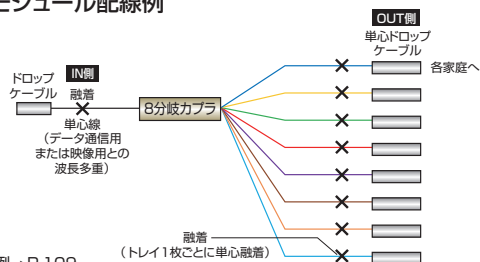 モジュール配線例
OUT側
単心ドロップ
ケーブル
各家庭へ
ドロップ
ケーブル
IN側
融着
8分岐カプラ
単心線
(データ通信用
または映像用との
波長多重)
融着
(トレイ1枚ごとに単心融着)